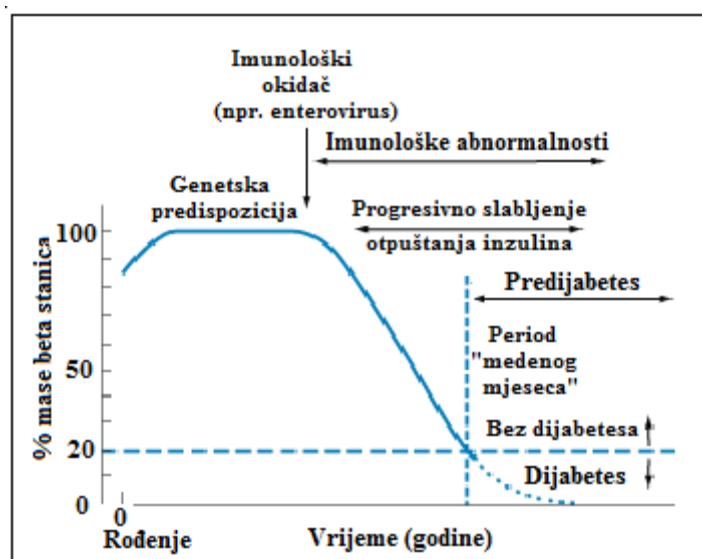 Imunološki
okidač
(npr. enterovirus)
Imunološke abnormalnosti
Genetska
predispozicija
Progresivno slabljenje
otpuštanja inzulina
100
Predijabetes
Period
"medenog
mjeseca"
50
% mase beta stanica
Bez dijabetesa
20
Dijabetes
0
0
Rođenje
Vrijeme (godine)